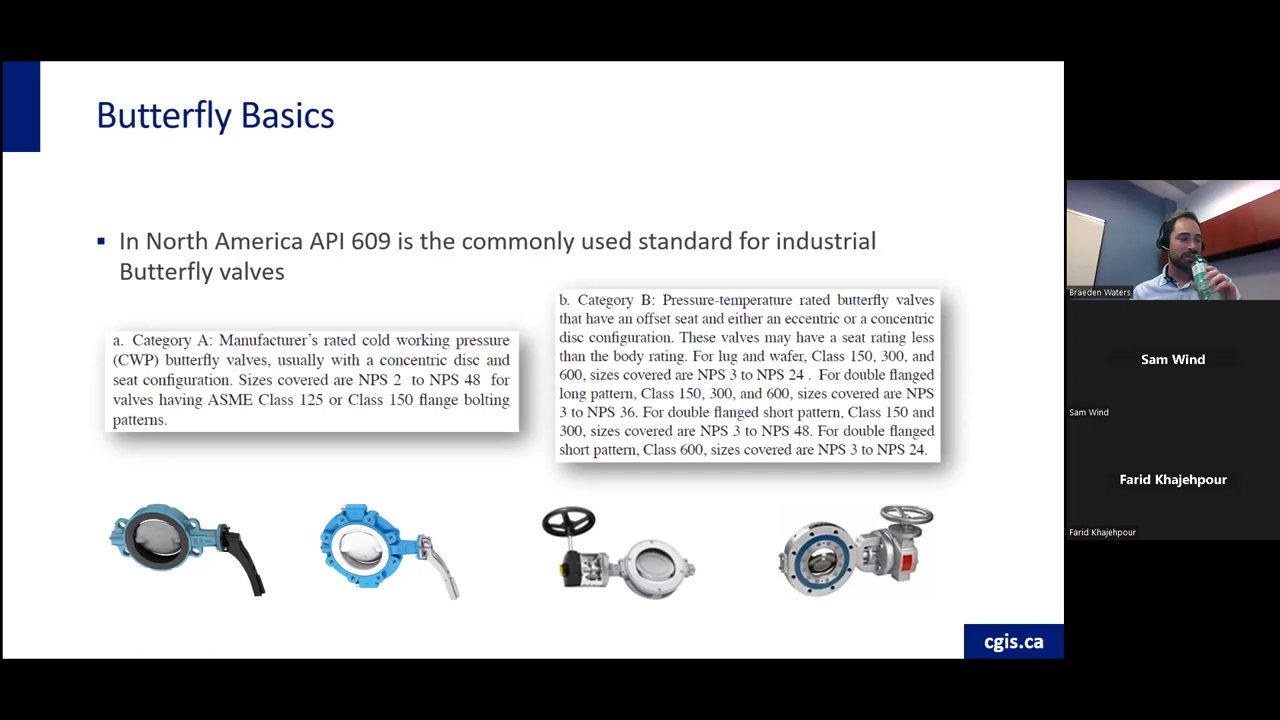 Butterfly Basics
In North America API 609 is the commonly used standard for industrial
Butterfly valves
a. Category A: Manufacturer's rated cold working pressure
(CWP) butterfly valves, usually with a concentric disc and
seat configuration. Sizes covered are NPS 2 to NPS 48 for
valves having ASME Class 125 or Class 150 flange bolting
patterns.
b. Category B: Pressure-temperature rated butterfly valves
that have an offset seat and either an eccentric or a concentric
disc configuration. These valves may have a seat rating less
than the body rating. For lug and wafer, Class 150, 300, and
600, sizes covered are NPS 3 to NPS 24 . For double flanged
long pattern, Class 150, 300, and 600, sizes covered are NPS
3 to NPS 36. For double flanged short pattern, Class 150 and
300, sizes covered are NPS 3 to NPS 48. For double flanged
short pattern, Class 600, sizes covered are NPS 3 to NPS 24.
cgis.ca
Braeden Waters
Sam Wind
Sam Wind
Farid Khajehpour
Farid Khajehpour